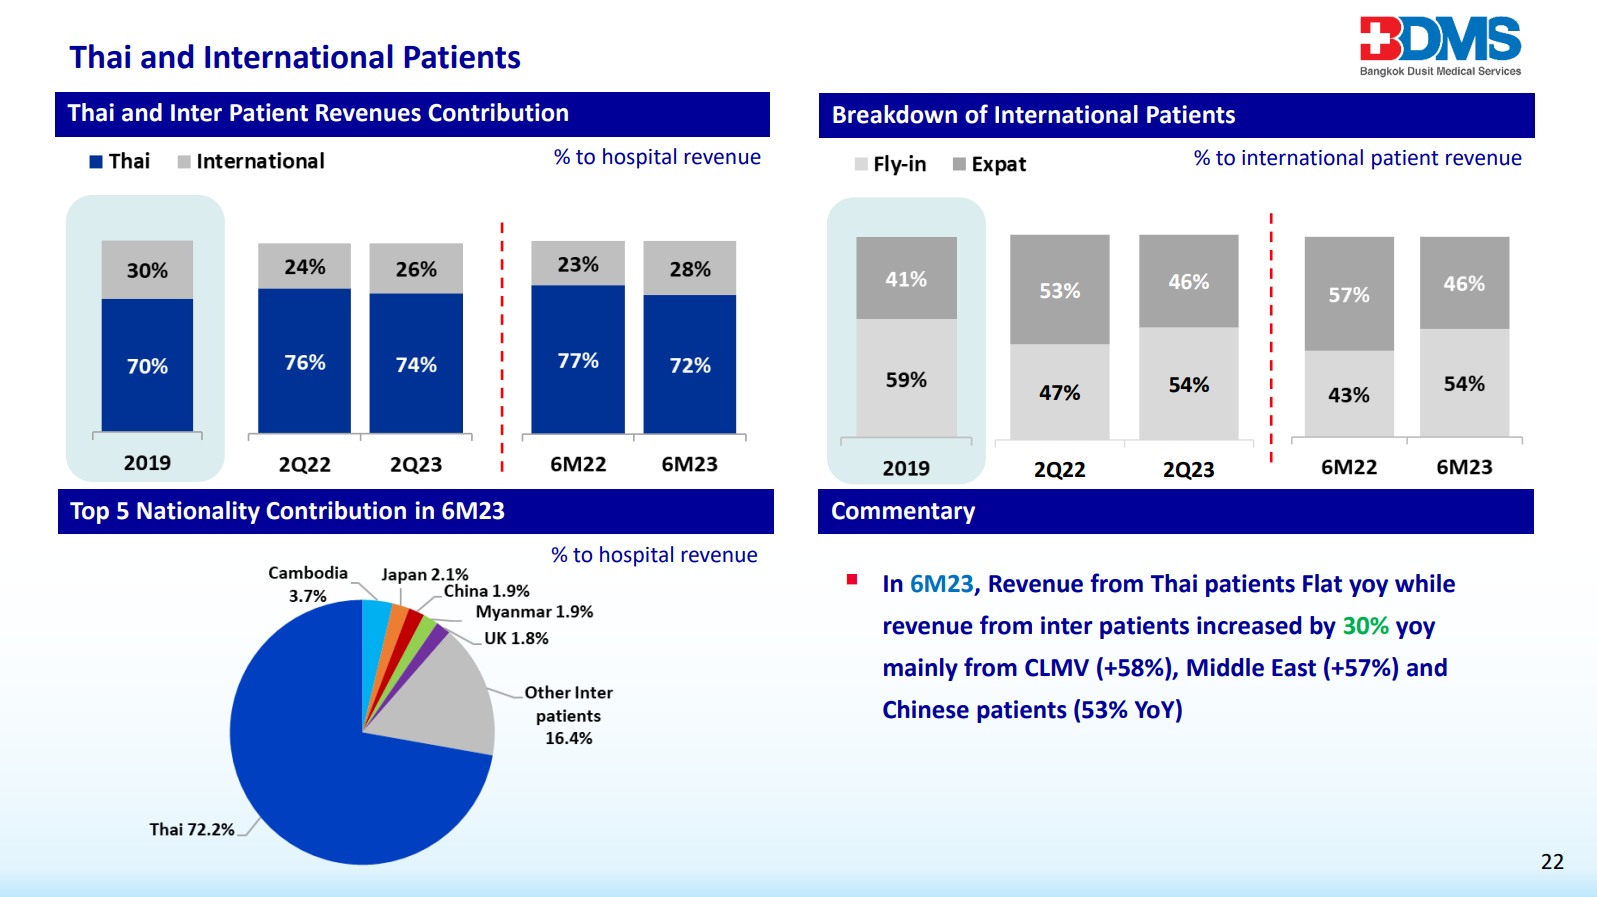 Thai and International Patients
BDMS
Bangkok Dusit Medical Services
Thai and Inter Patient Revenues Contribution
Thai International
% to hospital revenue
30% 24% 26% 23% 28%
70% 76% 74% 77% 72%
2019 2Q22 2Q23 6M22 6M23
Breakdown of International Patients
Fly-in Expat
% to international patient revenue
41% 53% 46% 57% 46%
59% 47% 54% 43% 54%
2019 2Q22 2Q23 6M22 6M23
Top 5 Nationality Contribution in 6M23
% to hospital revenue
Cambodia
3.7%
Japan 2.1%
China 1.9%
Myanmar 1.9%
UK 1.8%
Other Inter
patients
16.4%
Thai 72.2%
Commentary
In 6M23, Revenue from Thai patients Flat yoy while
revenue from inter patients increased by 30% yoy
mainly from CLMV (+58%), Middle East (+57%) and
Chinese patients (53% YoY)
22